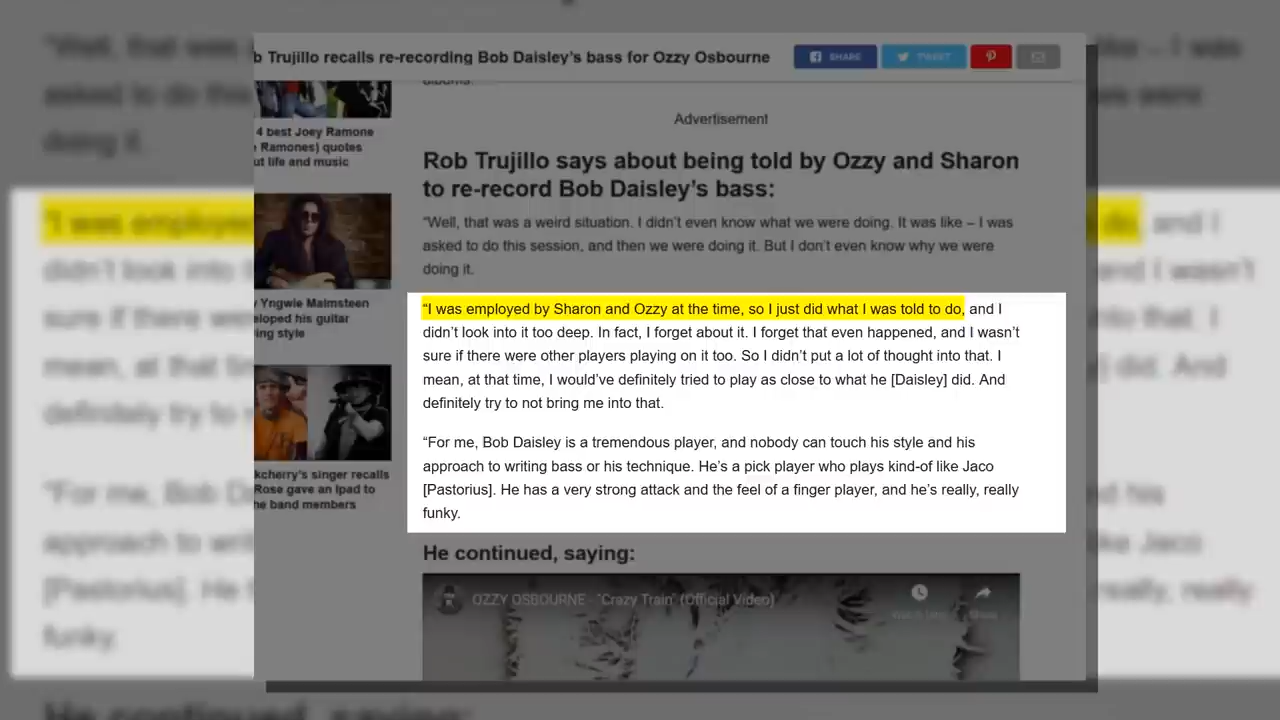 b Trujillo recalls re-recording Bob Daisley's bass for Ozzy Osbourne
SHARE
TWEET
albums.
Advertisement
4 best Joey Ramone
Ramones) quotes
ut life and music
Rob Trujillo says about being told by Ozzy and Sharon
to re-record Bob Daisley's bass:
"Well, that was a weird situation. I didn't even know what we were doing. It was like – I was
asked to do this session, and then we were doing it. But I don't even know why we were
doing it.
Yngwie Malmsteen
eloped his guitar
ing style
"I was employed by Sharon and Ozzy at the time, so I just did what I was told to do, and I
didn't look into it too deep. In fact, I forget about it. I forget that even happened, and I wasn't
sure if there were other players playing on it too. So I didn't put a lot of thought into that. I
mean, at that time, I would've definitely tried to play as close to what he [Daisley] did. And
definitely try to not bring me into that.
"For me, Bob Daisley is a tremendous player, and nobody can touch his style and his
approach to writing bass or his technique. He's a pick player who plays kind-of like Jaco
[Pastorius]. He has a very strong attack and the feel of a finger player, and he's really, really
funky.
kcherry's singer recalls
Rose gave an Ipad to
he band members
He continued, saying:
OZZY OSBOURNE - "Crazy Train" (Official Video)
Share